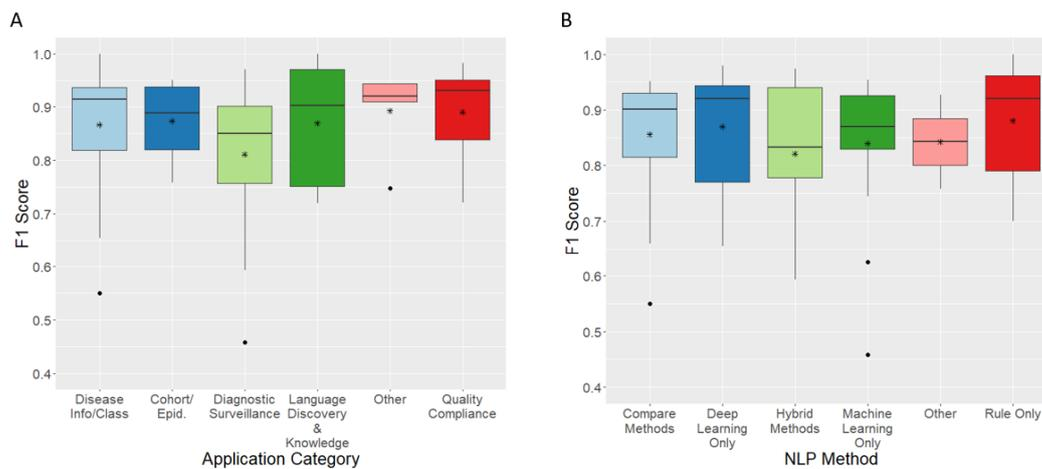 A
F1 Score
1.0
0.9
0.8
0.7
0.6
0.5
0.4
Disease
Info/Class
Cohort/
Epid.
Diagnostic
Surveillance
Language
Discovery
&
Knowledge
Other
Quality
Compliance
Application Category
B
F1 Score
1.0
0.9
0.8
0.7
0.6
0.5
0.4
Compare
Methods
Deep
Learning
Only
Hybrid
Methods
Machine
Learning
Only
Other
Rule Only
NLP Method